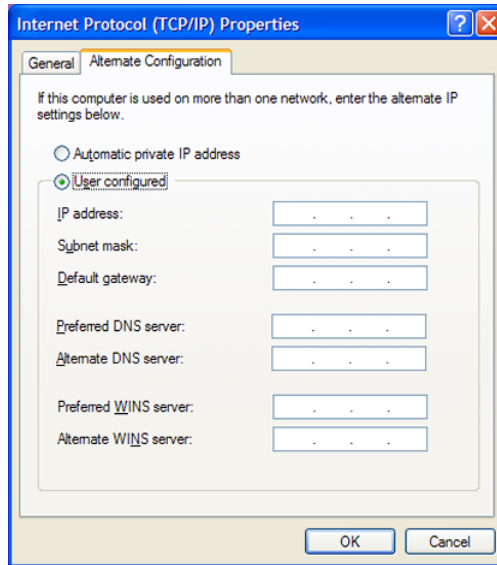 Internet Protocol (TCP/IP) Properties
General Alternate Configuration
If this computer is used on more than one network, enter the alternate IP
settings below.
Automatic private IP address
User configured
IP address:
Subnet mask:
Default gateway:
Preferred DNS server:
Alternate DNS server:
Preferred WINS server:
Alternate WINS server:
OK Cancel